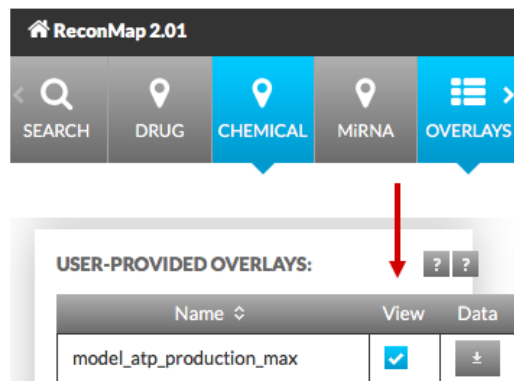 ReconMap 2.01
SEARCH DRUG CHEMICAL MiRNA OVERLAYS
USER-PROVIDED OVERLAYS: ? ?
Name View Data
model_atp_production_max